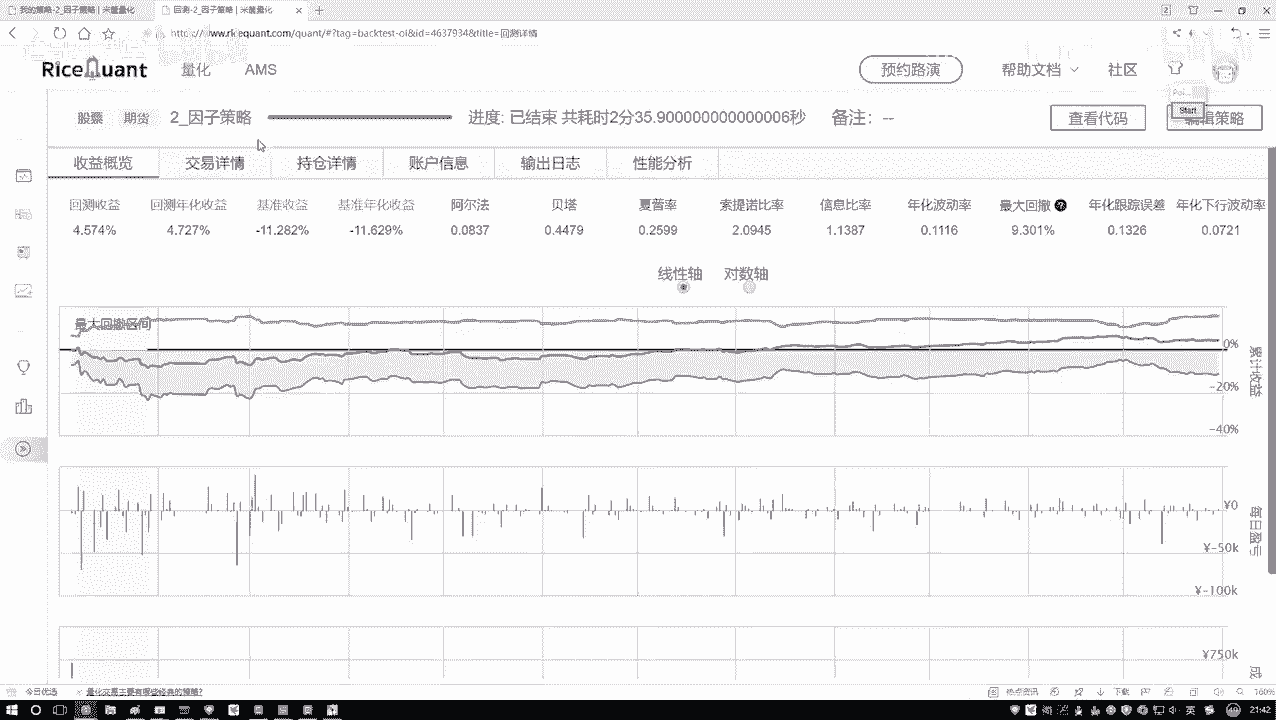 我的策略-2_因子策略 | 米筐量化
回测-2_因子策略 | 米筐量化
https://www.ricequant.com/quant/#?tag=backtest-oi&id=4637934&title=回测详情
RiceQuant 量化 AMS 预约路演 帮助文档 社区
股票 期货 2_因子策略 进度: 已结束 共耗时2分35.900000000000006秒 备注: -- 查看代码 编辑策略
Start
收益概览 交易详情 持仓详情 账户信息 输出日志 性能分析
回测收益 回测年化收益 基准收益 基准年化收益 阿尔法 贝塔 夏普率 索提诺比率 信息比率 年化波动率 最大回撤 年化跟踪误差 年化下行波动率
4.574% 4.727% -11.282% -11.629% 0.0837 0.4479 0.2599 2.0945 1.1387 0.1116 9.301% 0.1326 0.0721
线性轴 对数轴
最大回撤区间
0%
-20%
-40%
累计收益
¥0
¥-50k
¥-100k
每日盈亏
¥750k
成
今日优选 量化交易主要有哪些经典的策略? 热点资讯 下载 160%
英 21:42